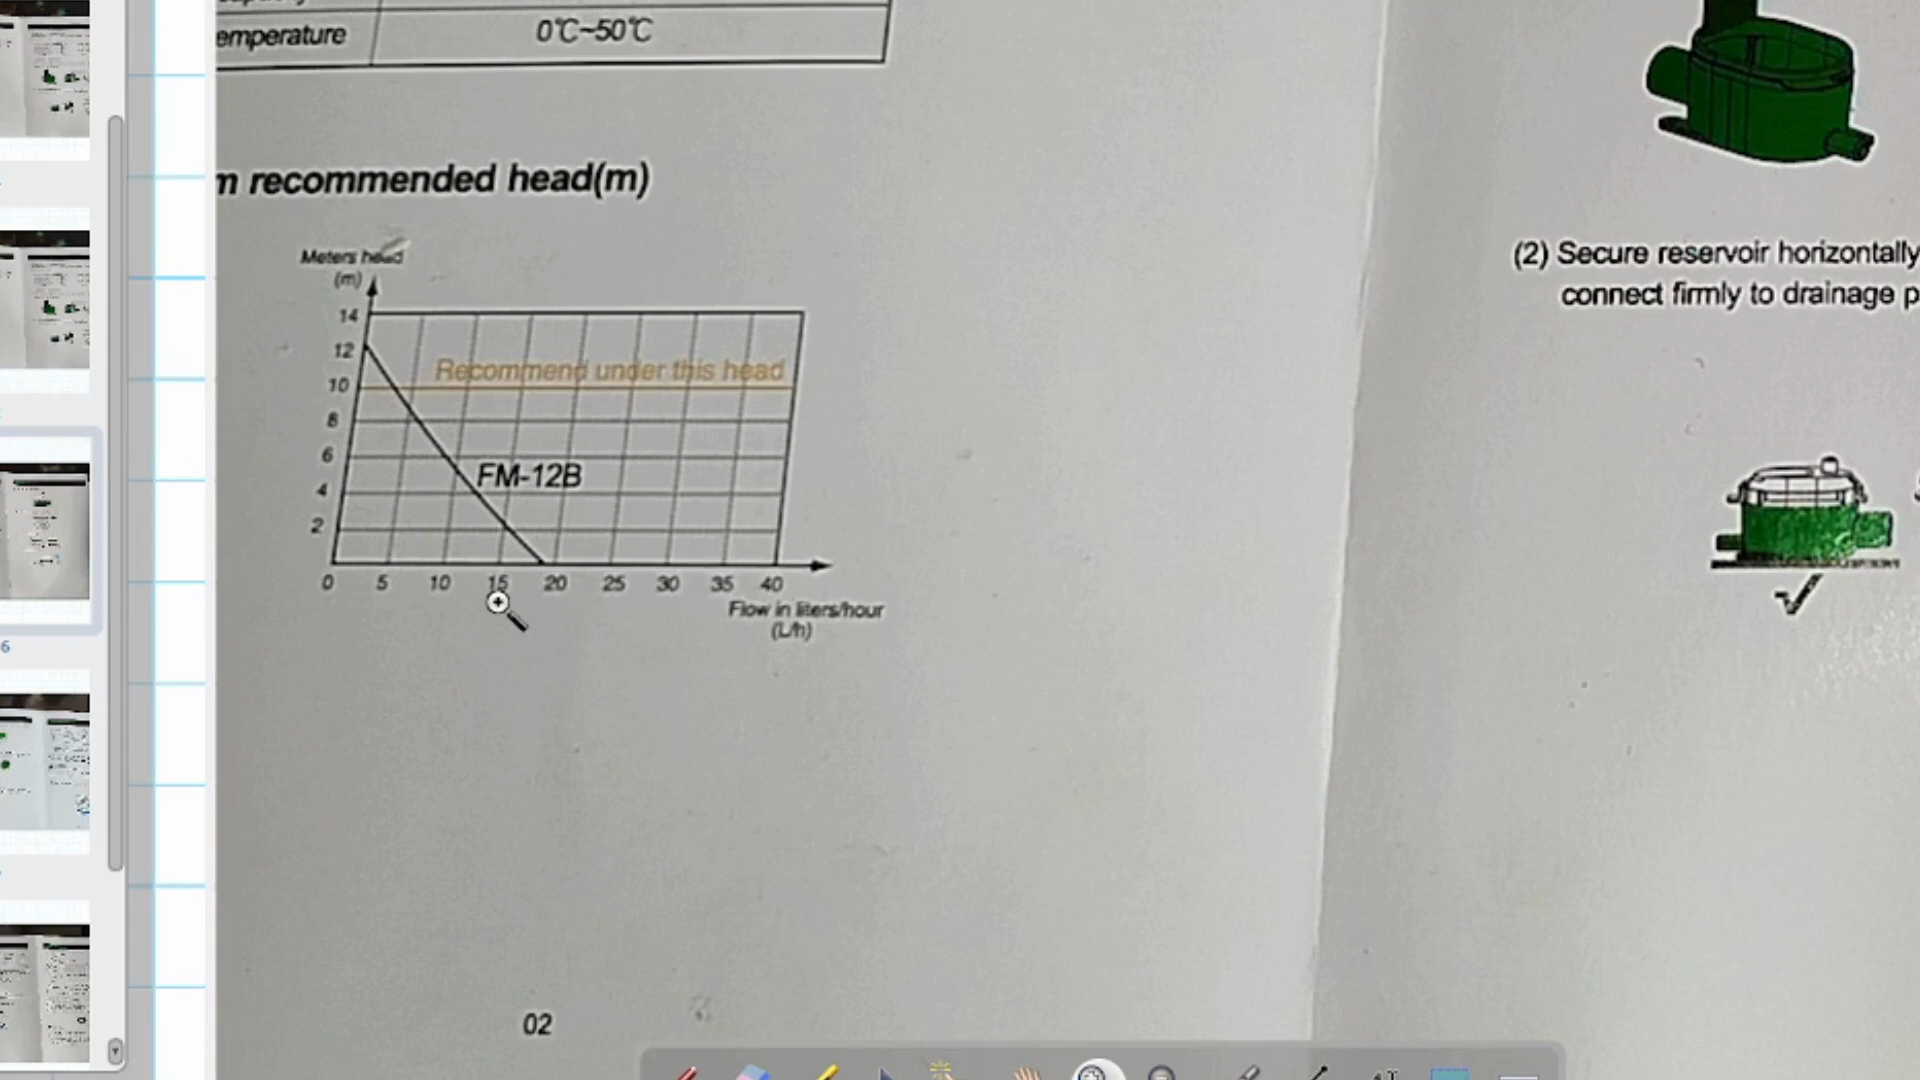 emperature 0℃~50℃
m recommended head(m)
Meters head
(m)
14
12
10
8
6
4
2
Recommend under this head
FM-12B
0 5 10 15 20 25 30 35 40
Flow in liters/hour
(L/h)
02
(2) Secure reservoir horizontally
connect firmly to drainage p
6